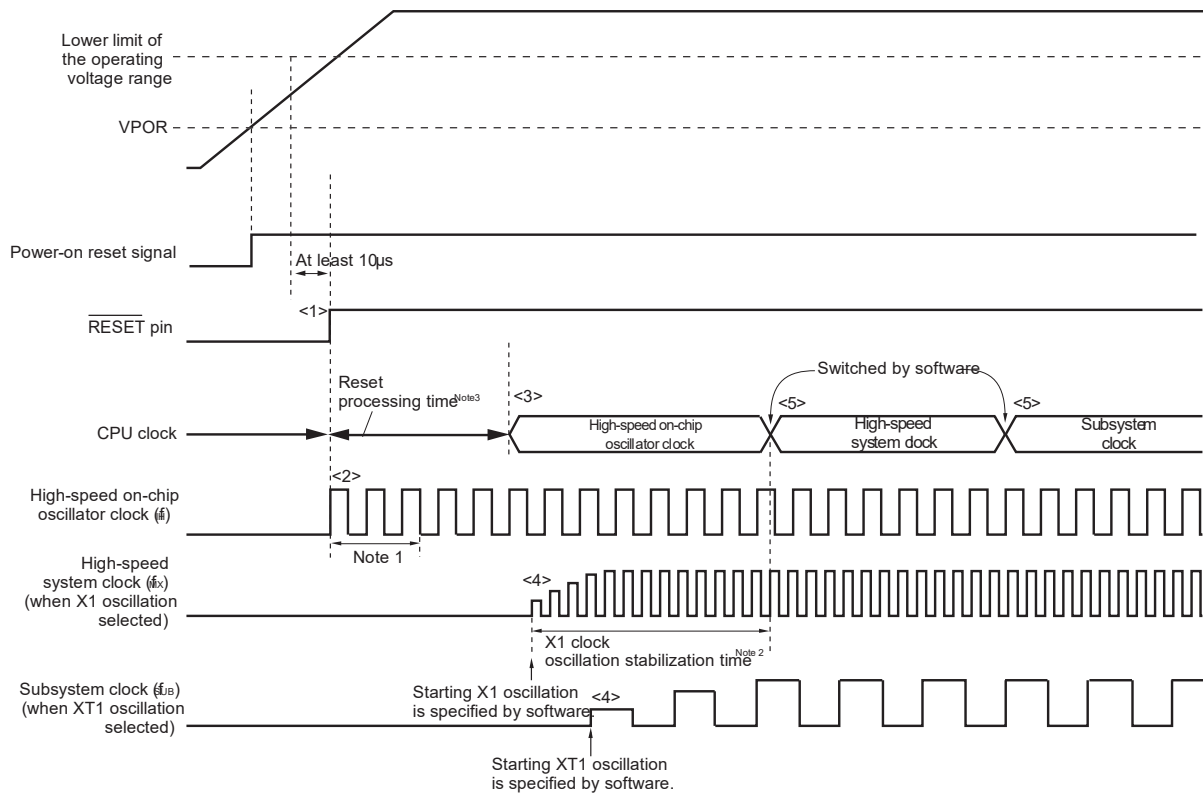 Lower limit of
the operating
voltage range
VPOR
Power-on reset signal
At least 10μs
<1>
RESET pin
Reset
processing time Note3
<3>
Switched by software
<5>
<5>
CPU clock
High-speed on-chip
oscillator clock
High-speed
system dock
Subsystem
clock
<2>
High-speed on-chip
oscillator clock (fIH)
Note 1
High-speed
system clock (fMX)
(when X1 oscillation
selected)
<4>
X1 clock
oscillation stabilization time Note 2
Subsystem clock (fSUB)
(when XT1 oscillation
selected)
Starting X1 oscillation
is specified by software.
<4>
Starting XT1 oscillation
is specified by software.